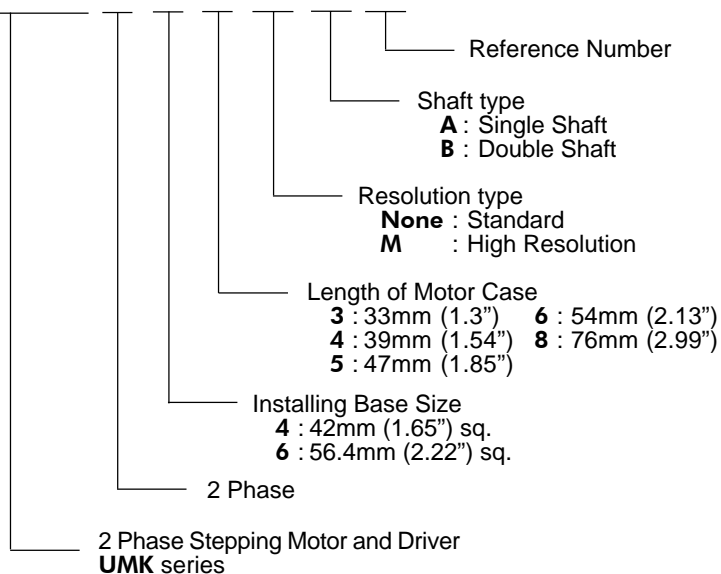 Reference Number
Shaft type
A : Single Shaft
B : Double Shaft
Resolution type
None : Standard
M : High Resolution
Length of Motor Case
3 : 33mm (1.3”) 6 : 54mm (2.13”)
4 : 39mm (1.54”) 8 : 76mm (2.99”)
5 : 47mm (1.85”)
Installing Base Size
4 : 42mm (1.65”) sq.
6 : 56.4mm (2.22”) sq.
2 Phase
2 Phase Stepping Motor and Driver
UMK series